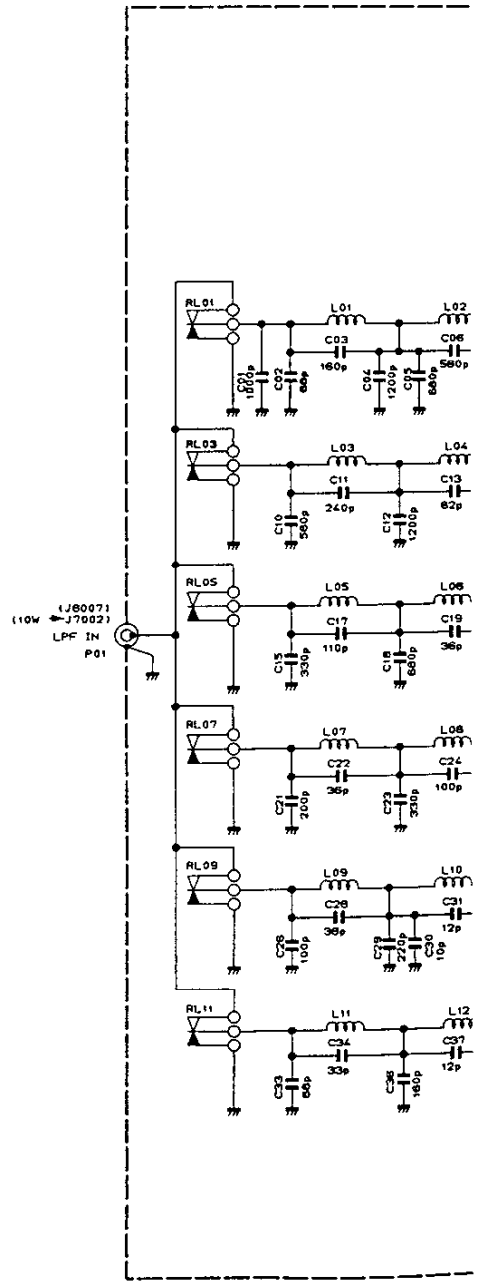 RL01
L01
L02
C03
160p
C06
560p
C01
1000p
C02
68p
C04
1200p
C05
680p
RL03
L03
L04
C11
240p
C13
82p
C10
560p
C12
1200p
(J6007)
(10W → J7002)
LPF IN
P01
RL05
L05
L06
C17
110p
C19
36p
C15
330p
C18
680p
RL07
L07
L08
C22
36p
C24
100p
C21
200p
C23
330p
RL09
L09
L10
C28
36p
C31
12p
C26
100p
C29
220p
C30
10p
RL11
L11
L12
C34
33p
C37
12p
C33
68p
C36
160p